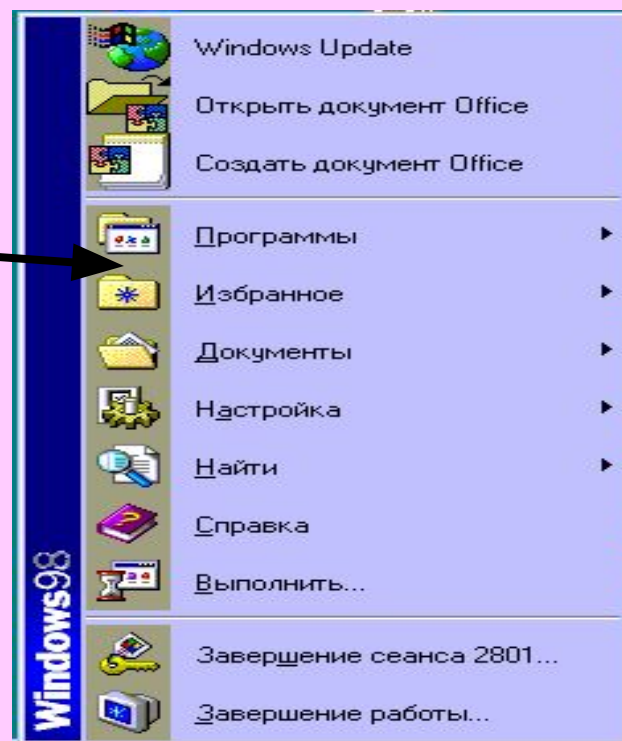 Windows Update
Открыть документ Office
Создать документ Office
Программы
Избранное
Документы
Настройка
Найти
Справка
Выполнить...
Завершение сеанса 2801...
Завершение работы...
Windows98